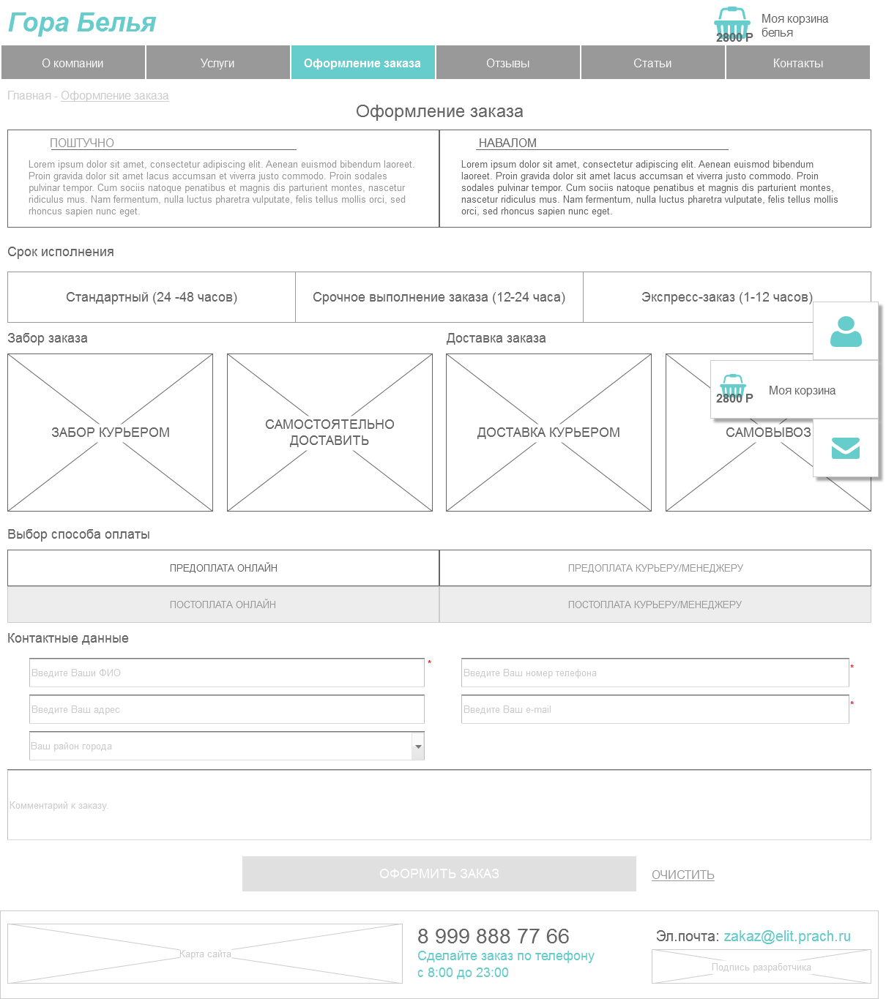 Гора Белья
Моя корзина
белья
2800 Р
О компании
Услуги
Оформление заказа
Отзывы
Статьи
Контакты
Главная - Оформление заказа
Оформление заказа
ПОШТУЧНО
Lorem ipsum dolor sit amet, consectetur adipiscing elit. Aenean euismod bibendum laoreet.
Proin gravida dolor sit amet lacus accumsan et viverra justo commodo. Proin sodales
pulvinar tempor. Cum sociis natoque penatibus et magnis dis parturient montes, nascetur
ridiculus mus. Nam fermentum, nulla luctus pharetra vulputate, felis tellus mollis orci, sed
rhoncus sapien nunc eget.
НАВАЛОМ
Lorem ipsum dolor sit amet, consectetur adipiscing elit. Aenean euismod bibendum
laoreet. Proin gravida dolor sit amet lacus accumsan et viverra justo commodo. Proin
sodales pulvinar tempor. Cum sociis natoque penatibus et magnis dis parturient montes,
nascetur ridiculus mus. Nam fermentum, nulla luctus pharetra vulputate, felis tellus mollis
orci, sed rhoncus sapien nunc eget.
Срок исполнения
Стандартный (24 -48 часов)
Срочное выполнение заказа (12-24 часа)
Экспресс-заказ (1-12 часов)
Забор заказа
Доставка заказа
ЗАБОР КУРЬЕРОМ
САМОСТОЯТЕЛЬНО
ДОСТАВИТЬ
ДОСТАВКА КУРЬЕРОМ
САМОВЫВОЗ
2800 Р
Моя корзина
Выбор способа оплаты
ПРЕДОПЛАТА ОНЛАЙН
ПРЕДОПЛАТА КУРЬЕРУ/МЕНЕДЖЕРУ
ПОСТОПЛАТА ОНЛАЙН
ПОСТОПЛАТА КУРЬЕРУ/МЕНЕДЖЕРУ
Контактные данные
Введите Ваши ФИО *
Введите Ваш номер телефона *
Введите Ваш адрес
Введите Ваш e-mail *
Ваш район города
Комментарий к заказу.
ОФОРМИТЬ ЗАКАЗ
ОЧИСТИТЬ
Карта сайта
8 999 888 77 66
Сделайте заказ по телефону
с 8:00 до 23:00
Эл.почта: zakaz@elit.prach.ru
Подпись разработчика